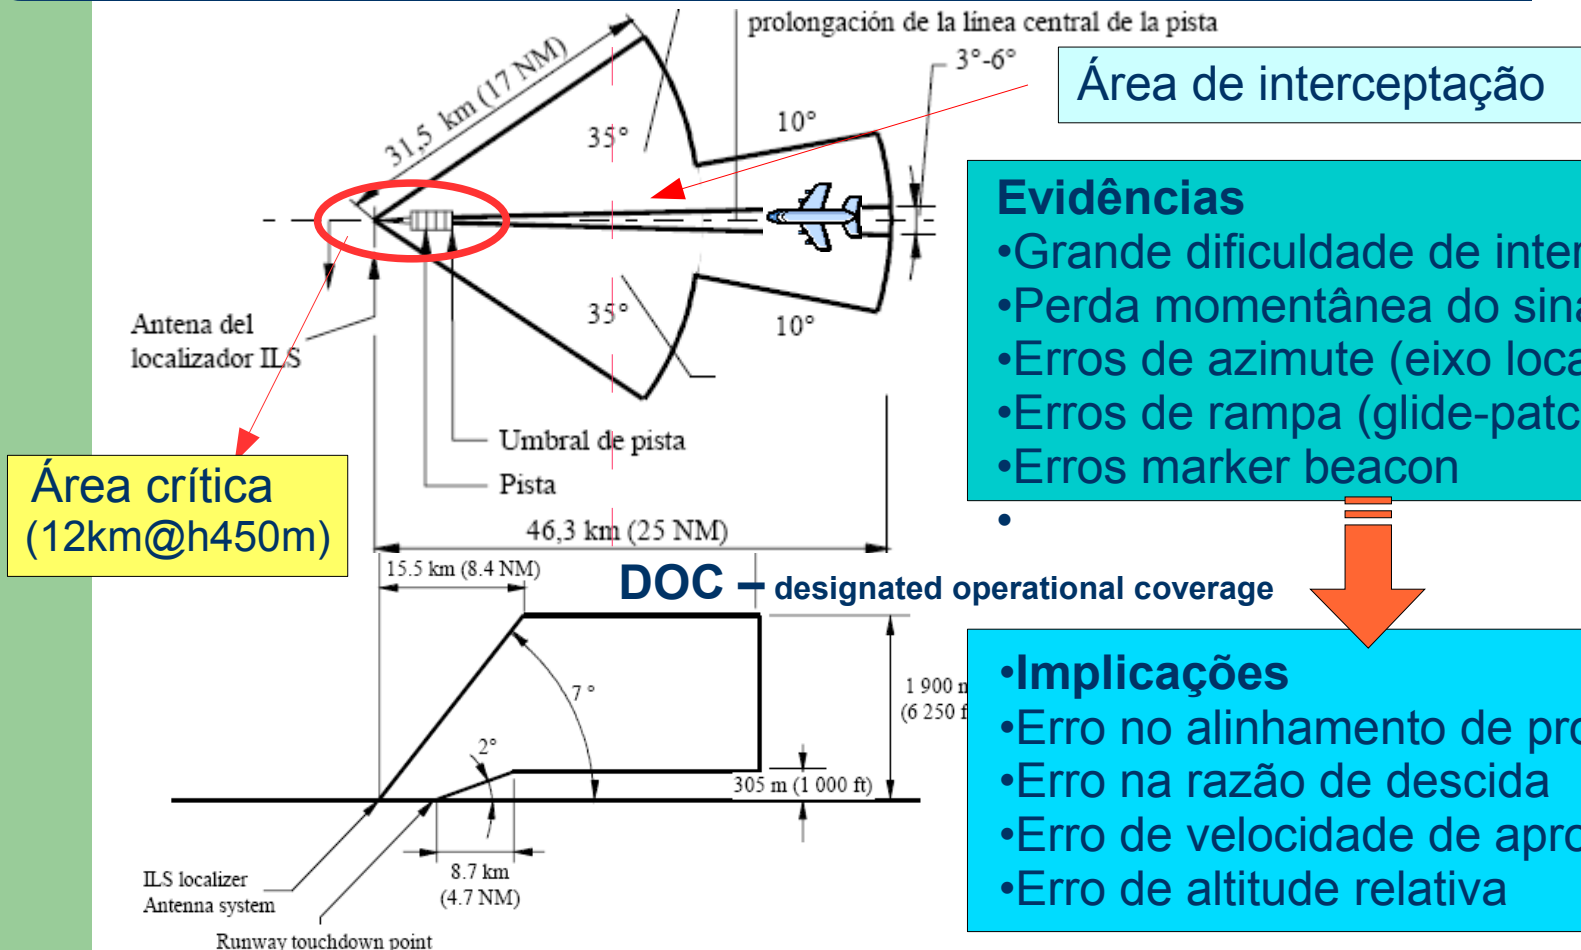 prolongación de la línea central de la pista
3°-6°
Área de interceptação
31,5 km (17 NM)
35°
10°
Evidências
•Grande dificuldade de inter
•Perda momentânea do sina
•Erros de azimute (eixo loca
•Erros de rampa (glide-patc
•Erros marker beacon
•
35°
10°
Antena del
localizador ILS
Umbral de pista
Pista
Área crítica
(12km@h450m)
46,3 km (25 NM)
15.5 km (8.4 NM)
DOC – designated operational coverage
7°
2°
1 900 m
(6 250 f
305 m (1 000 ft)
•Implicações
•Erro no alinhamento de pro
•Erro na razão de descida
•Erro de velocidade de apro
•Erro de altitude relativa
8.7 km
(4.7 NM)
ILS localizer
Antenna system
Runway touchdown point